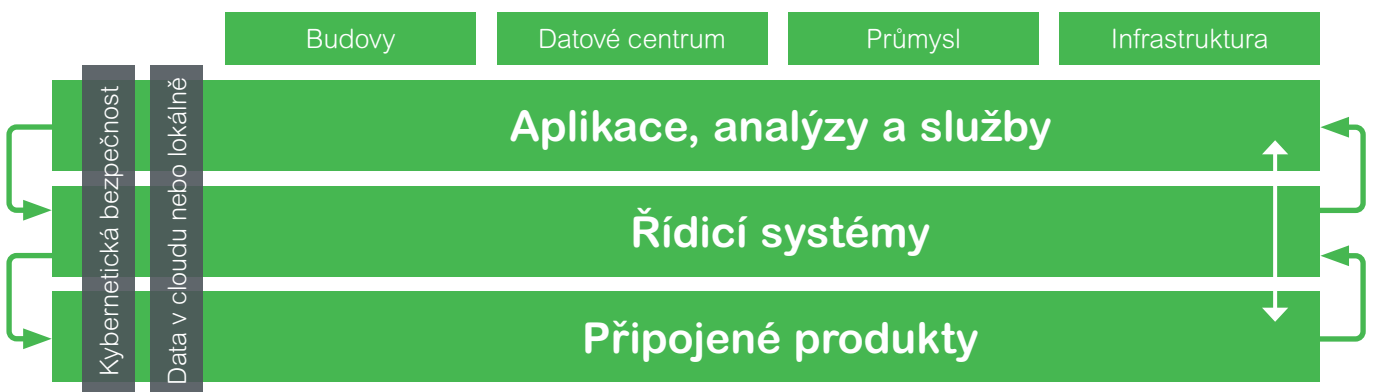 Budovy
Datové centrum
Průmysl
Infrastruktura
Kybernetická bezpečnost
Data v cloudu nebo lokálně
Aplikace, analýzy a služby
Řídicí systémy
Připojené produkty